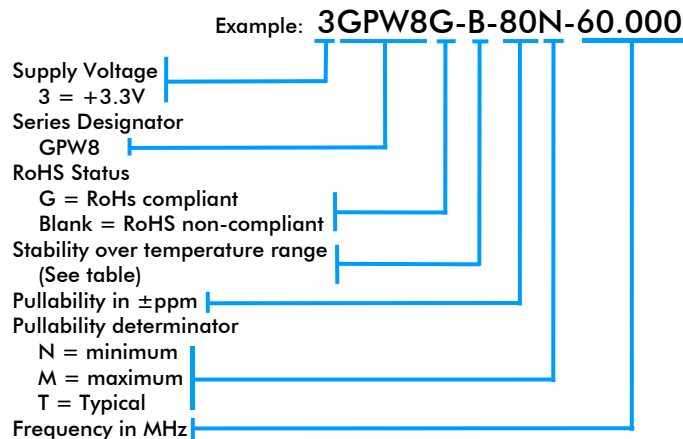 Example: 3GPW8G-B-80N-60.000
Supply Voltage
3 = +3.3V
Series Designator
GPW8
RoHS Status
G = RoHs compliant
Blank = RoHS non-compliant
Stability over temperature range
(See table)
Pullability in ±ppm
Pullability determinator
N = minimum
M = maximum
T = Typical
Frequency in MHz